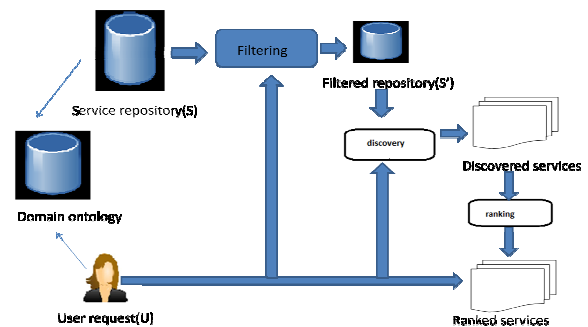 Filtering
Service repository(S)
Filtered repository(S’)
discovery
Discovered services
Domain ontology
ranking
User request(U)
Ranked services